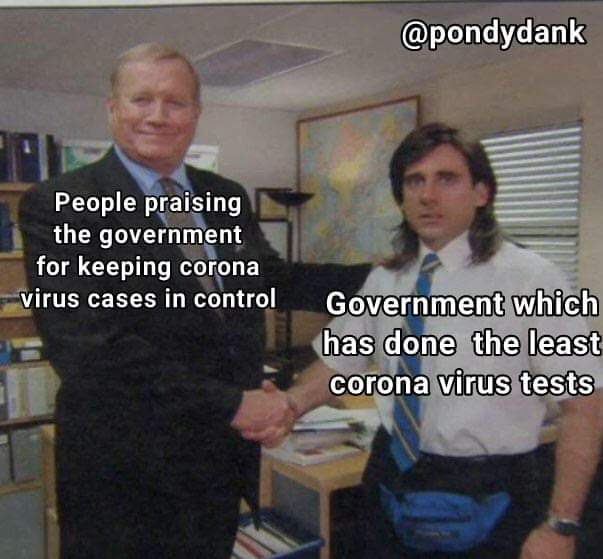 @pondydank
People praising
the government
for keeping corona
virus cases in control
Government which
has done the least
corona virus tests